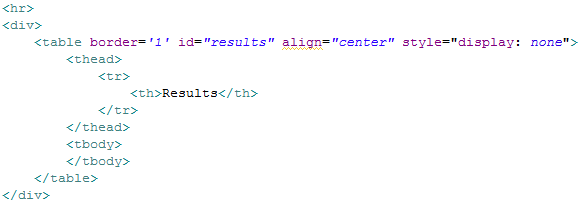 <hr>
<div>
    <table border='1' id="results" align="center" style="display: none">
        <thead>
            <tr>
                <th>Results</th>
            </tr>
        </thead>
        <tbody>
        </tbody>
    </table>
</div>